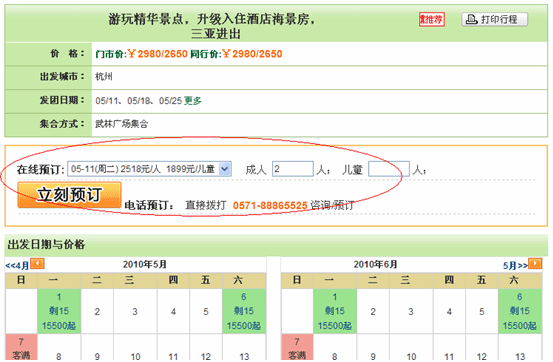 游玩精华景点，升级入住酒店海景房，
三亚进出
推荐
打印行程
价 格： 门市价:¥2980/2650 同行价:¥2980/2650
出发城市： 杭州
发团日期： 05/11、05/18、05/25 更多
集合方式： 武林广场集合
在线预订: 05-11(周二) 2518元/人 1899元/儿童 成人 2 人; 儿童 人;
立刻预订 电话预订： 直接拨打 0571-88865525 咨询/预订
出发日期与价格
<<4月 2010年5月
日 一 二 三 四 五 六
1 2 3 4 5 6
剩15 剩15
15500起 15500起
7 8 9 10 11 12 13
客满
2010年6月 5月>>
日 一 二 三 四 五 六
1 2 3 4 5 6
剩15 剩15
15500起 15500起
7 8 9 10 11 12 13
客满